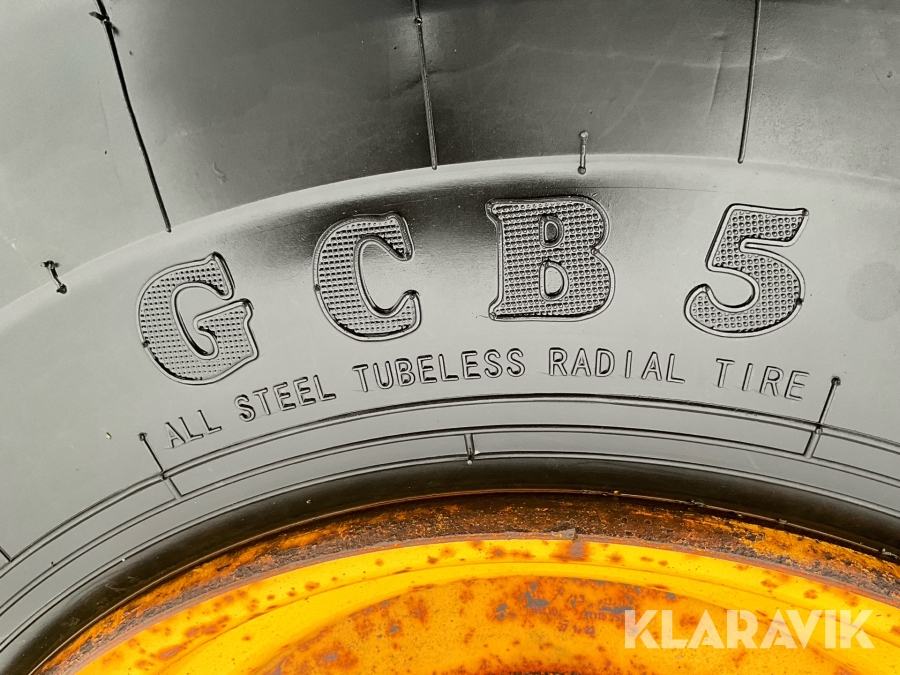 GCB5
ALL STEEL TUBELESS RADIAL TIRE
KLARAVIK